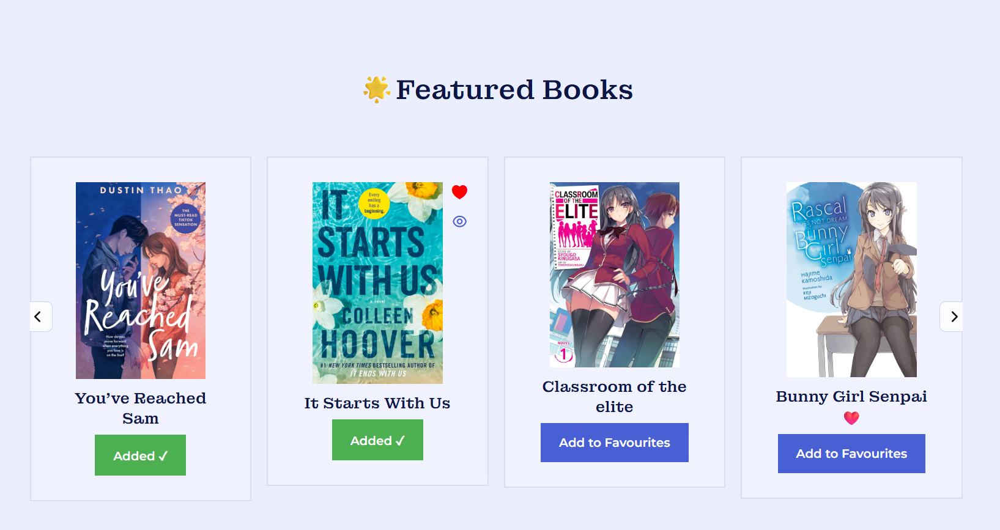 🌟 Featured Books
DUSTIN THAO
THE
MUST-READ
TIKTOK
SENSATION
You've
Reached
Sam
How do you
move forward
when everything
you love is
on the line?
You’ve Reached
Sam
Added ✓
Every
ending
has a
beginning.
IT
STARTS
WITH US
a novel
COLLEEN
HOOVER
#1 NEW YORK TIMES BESTSELLING AUTHOR OF
IT ENDS WITH US
It Starts With Us
Added ✓
CLASSROOM
OF THE
ELITE
STORY BY
SYOUGO
KINUGASA
ART BY
TOMOSESHUNSAKU
NOVEL
1
Classroom of the
elite
Add to Favourites
Rascal
DOES NOT DREAM
of
Bunny
Girl
Senpai
Hajime
Kamoshida
Illustration by
Keji
Mizoguchi
Bunny Girl Senpai
❤️
Add to Favourites